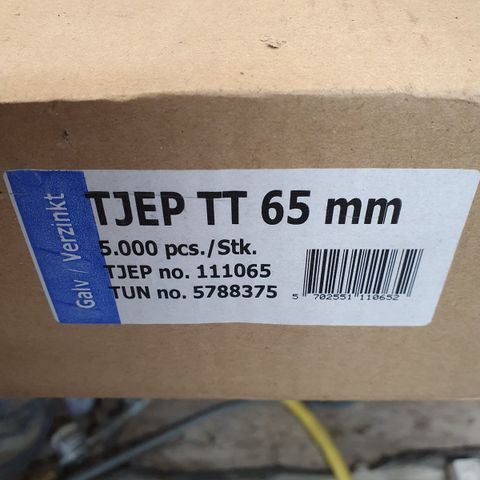 Galv / Verzinkt
TJEP TT 65 mm
5.000 pcs./Stk.
TJEP no. 111065
TUN no. 5788375
5 702551 110652